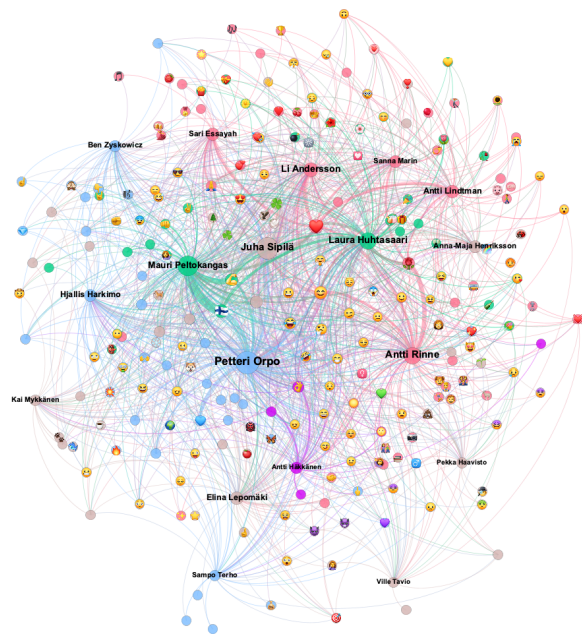 Sari Essayah
Ben Zyskowicz
Sanna Marin
Li Andersson
Antti Lindtman
Laura Huhtasaari
Juha Sipilä
Anna-Maja Henriksson
Mauri Peltokangas
Hjallis Harkimo
Petteri Orpo
Antti Rinne
Kai Mykkänen
Antti Häkkänen
Pekka Haavisto
Elina Lepomäki
Sampo Terho
Ville Tavio